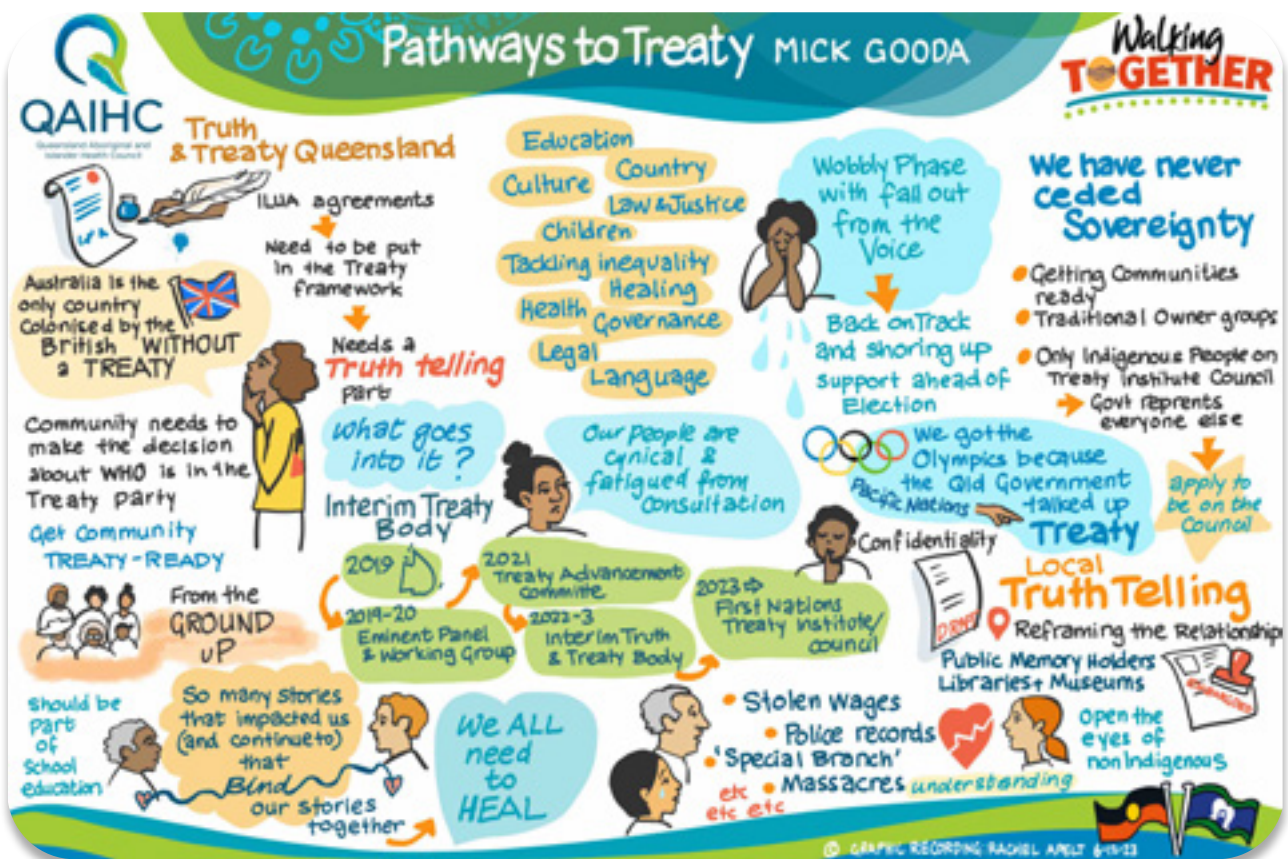 Pathways to Treaty MICK GOODA
Walking
TOGETHER
QAIHC
Queensland Aboriginal and
Islander Health Council
Truth
& Treaty Queensland
ILUA agreements
Need to be put
in the Treaty
framework
Needs a
Truth telling
part
Australia is the
only country
Colonised by the
British WITHOUT
a TREATY
Community needs to
make the decision
about WHO is in the
Treaty party
Get Community
TREATY-READY
From the
GROUND
UP
Education
Country
Culture
Law & Justice
Children
Tackling inequality
Healing
Health
Governance
Legal
Language
what goes
into it?
Our people are
cynical &
fatigued from
consultation
Wobbly Phase
with fall out
from the
Voice
Back on Track
and shoring up
support ahead of
Election
We have never
ceded
Sovereignty
Getting Communities
ready
Traditional Owner groups
Only Indigenous People on
Treaty Institute Council
Govt reprents
everyone else
apply to
be on the
Council
We got the
Olympics because
the Qld Government
talked up
Treaty
Pacific Nations
Interim Treaty
Body
2019
2019-20
Eminent Panel
& Working Group
2021
Treaty Advancement
committe
2022-3
Interim Truth
& Treaty Body
2023
First Nations
Treaty Institute/
council
Confidentiality
Local
Truth Telling
Reframing the Relationship
Public Memory Holders
Libraries + Museums
Should be
part
of
School
education
So many stories
that impacted us
(and continue to)
that
Bind
our stories
together
We ALL
need
to
HEAL
Stolen wages
Police records
'Special Branch'
Massacres
etc
etc etc
understanding
Open the
eyes of
non Indigenous
© GRAPHIC RECORDING RACHEL APELT